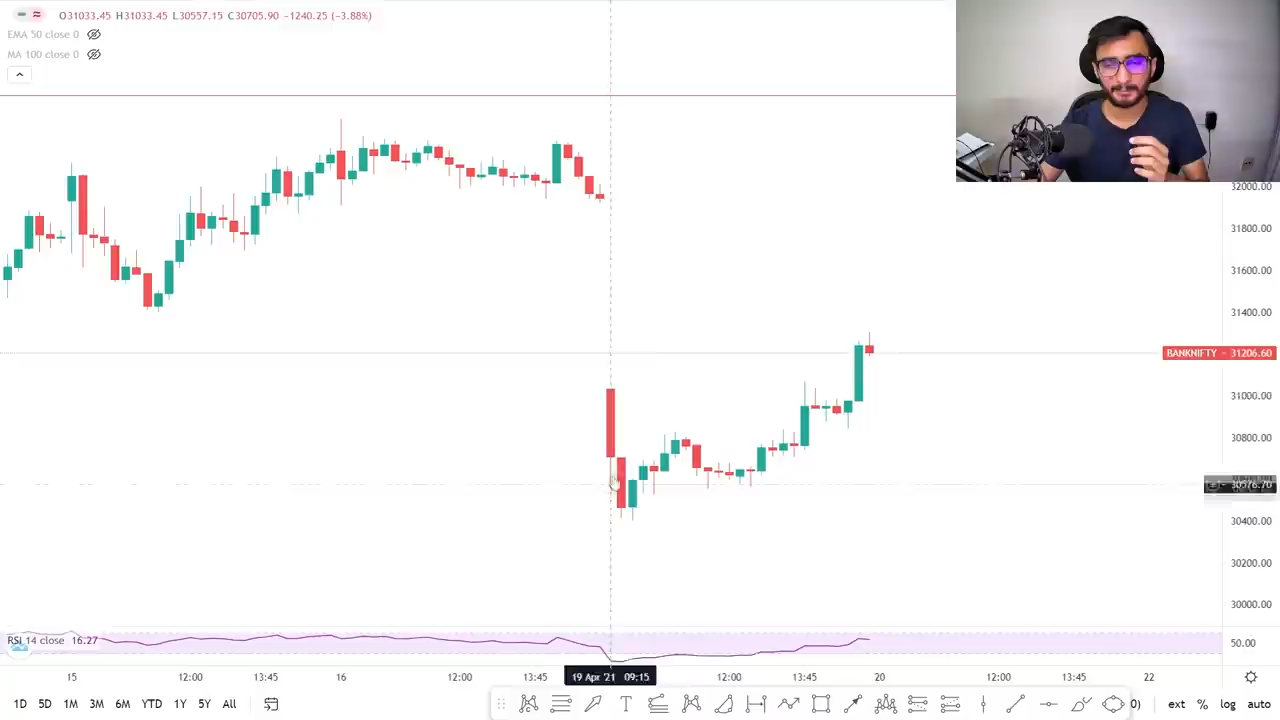 O31033.45 H31033.45 L30557.15 C30705.90 −1240.25 (−3.88%)
EMA 50 close 0
MA 100 close 0
32000.00
31800.00
31600.00
31400.00
BANKNIFTY 31206.60
31000.00
30800.00
30576.70
30400.00
30200.00
30000.00
RSI 14 close 16.27
50.00
15 12:00 13:45 16 12:00 13:45 19 Apr '21 09:15 12:00 13:45 20 12:00 13:45 22
1D 5D 1M 3M 6M YTD 1Y 5Y All
ext % log auto